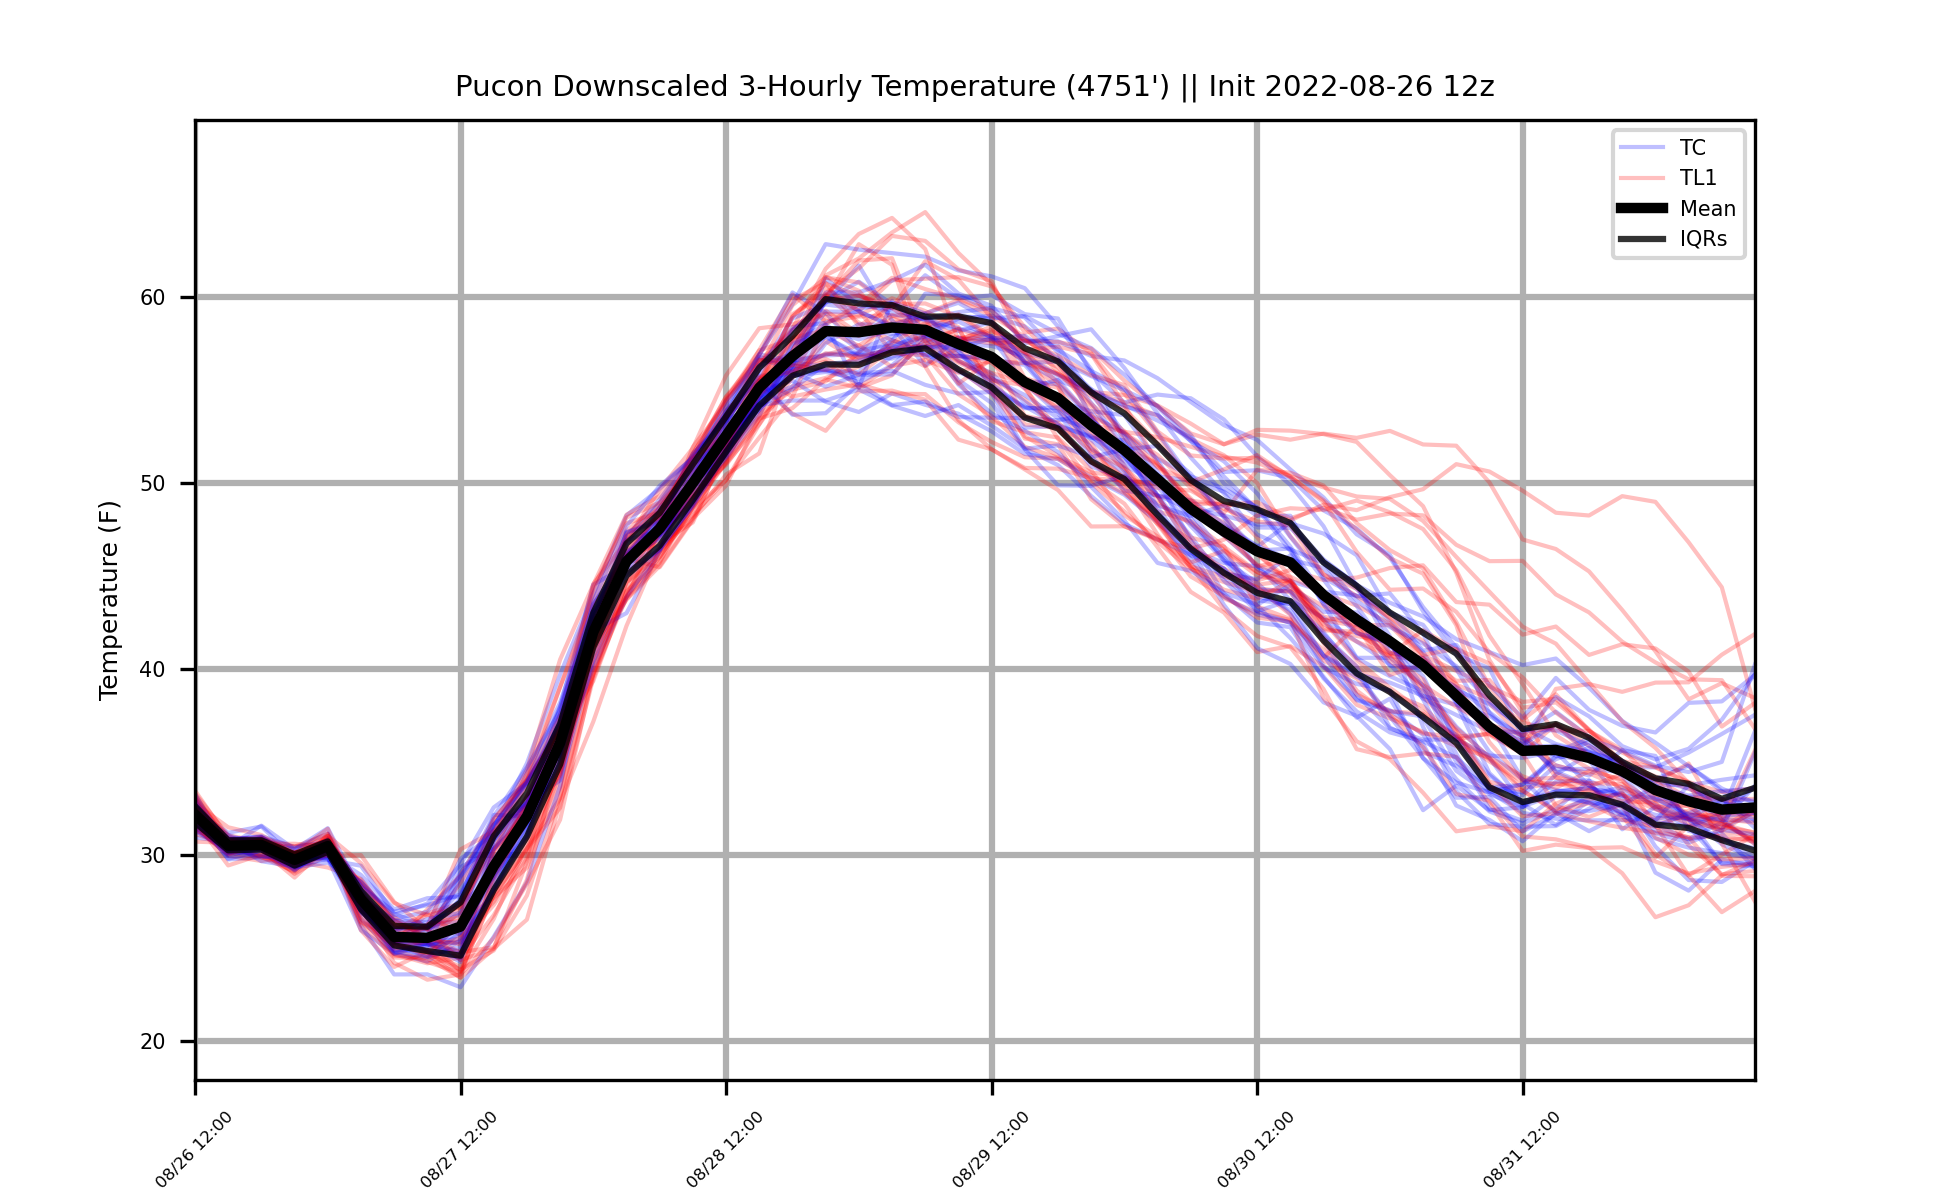 Pucon Downscaled 3-Hourly Temperature (4751') || Init 2022-08-26 12z
TC
TL1
Mean
IQRs
Temperature (F)
60
50
40
30
20
08/26 12:00
08/27 12:00
08/28 12:00
08/29 12:00
08/30 12:00
08/31 12:00